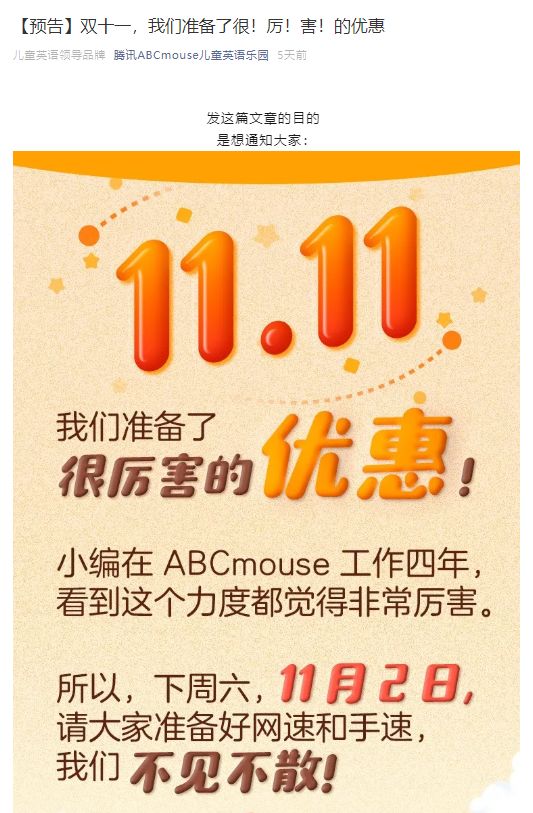 【预告】双十一，我们准备了很！厉！害！的优惠
儿童英语领导品牌 腾讯ABCmouse儿童英语乐园 5天前
发这篇文章的目的
是想通知大家：
11.11
我们准备了
很厉害的优惠！
小编在 ABCmouse 工作四年，
看到这个力度都觉得非常厉害。
所以，下周六，11月2日，
请大家准备好网速和手速，
我们不见不散！